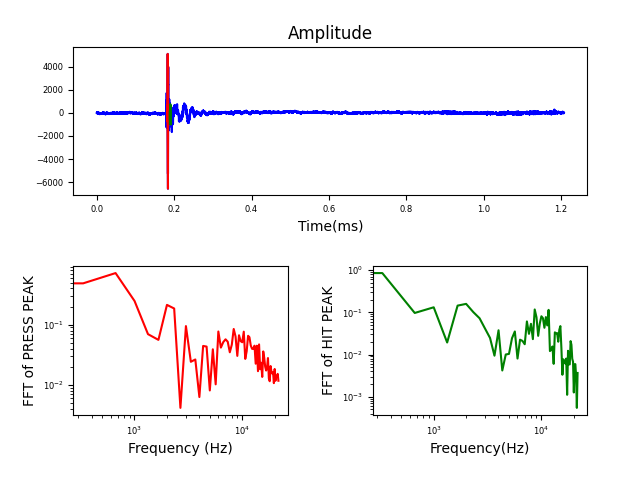 Amplitude
4000
2000
0
−2000
−4000
−6000
0.0 0.2 0.4 0.6 0.8 1.0 1.2
Time(ms)
FFT of PRESS PEAK
10⁻¹
10⁻²
10³ 10⁴
Frequency (Hz)
FFT of HIT PEAK
10⁰
10⁻¹
10⁻²
10⁻³
10³ 10⁴
Frequency(Hz)